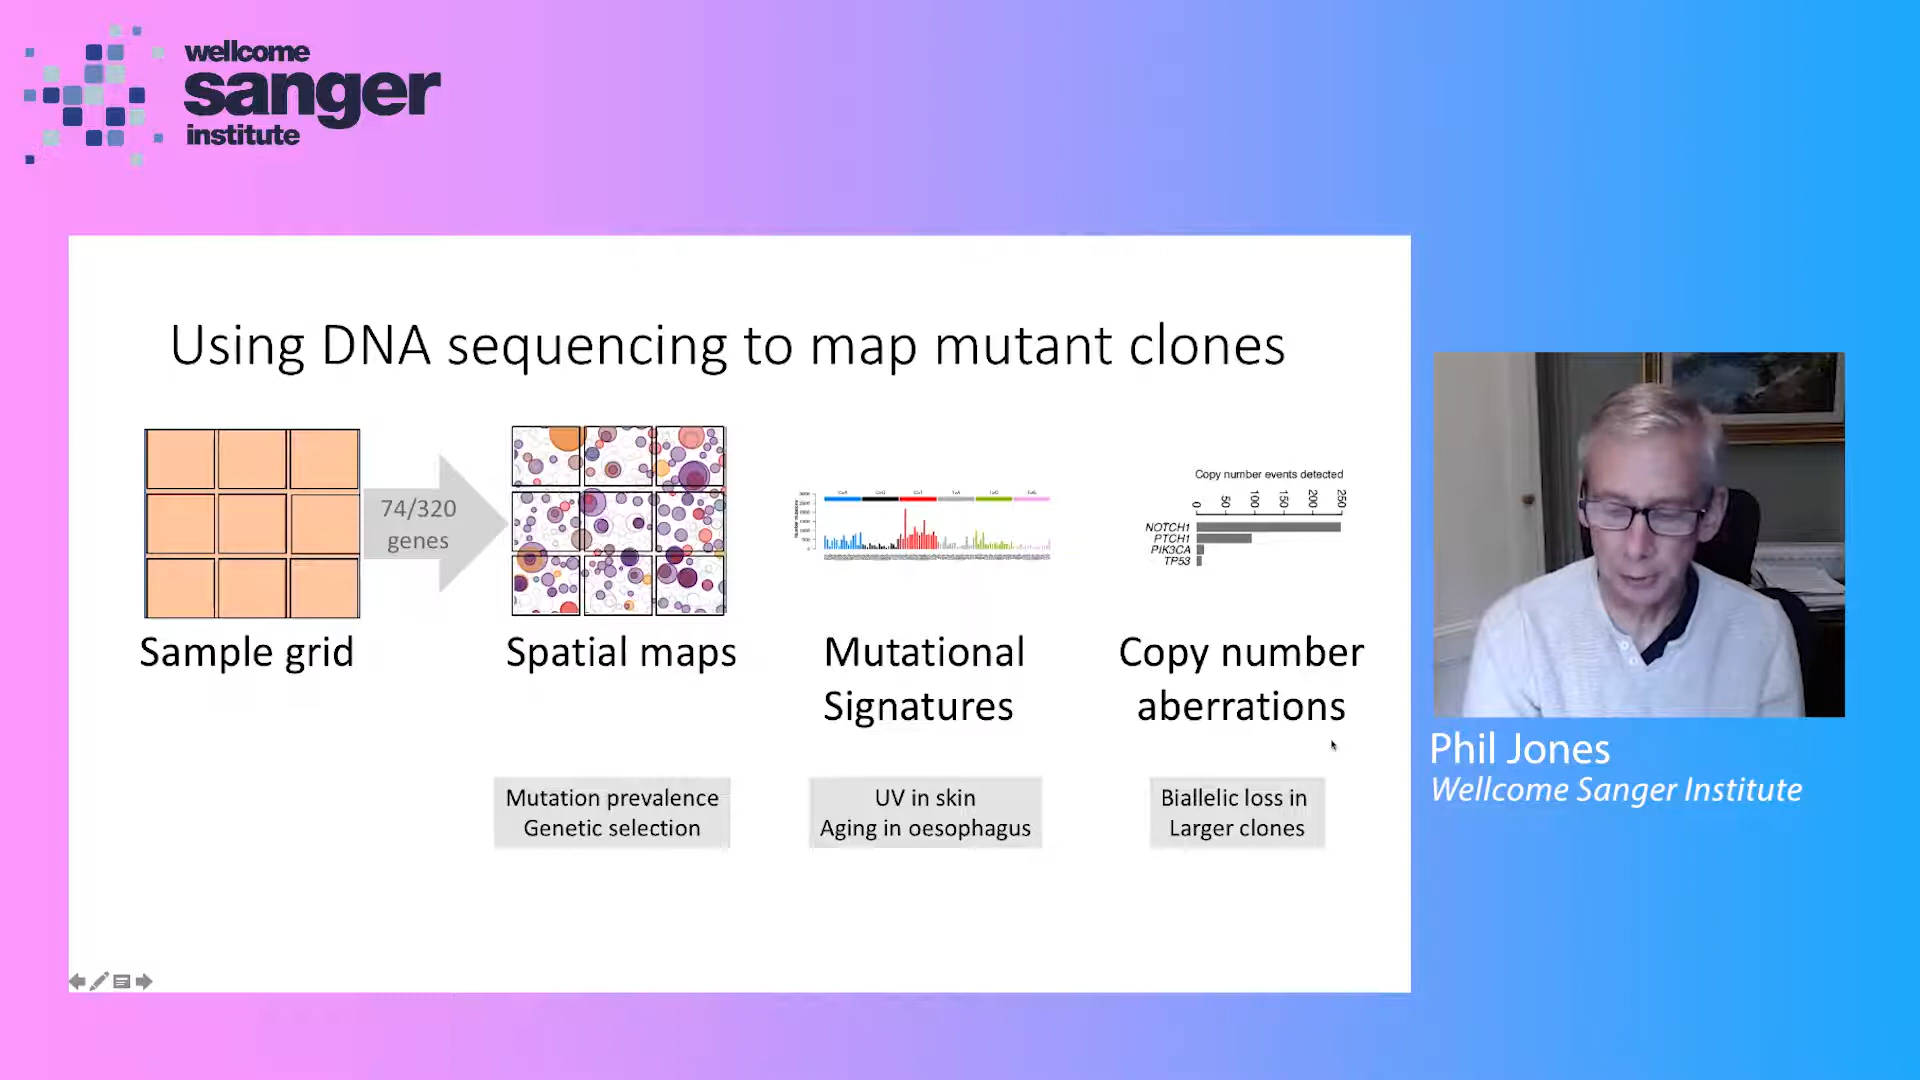 wellcome
sanger
institute
Using DNA sequencing to map mutant clones
74/320
genes
Copy number events detected
0 50 100 150 200 250
NOTCH1
PTCH1
PIK3CA
TP53
Sample grid
Spatial maps
Mutational
Signatures
Copy number
aberrations
Mutation prevalence
Genetic selection
UV in skin
Aging in oesophagus
Biallelic loss in
Larger clones
Phil Jones
Wellcome Sanger Institute